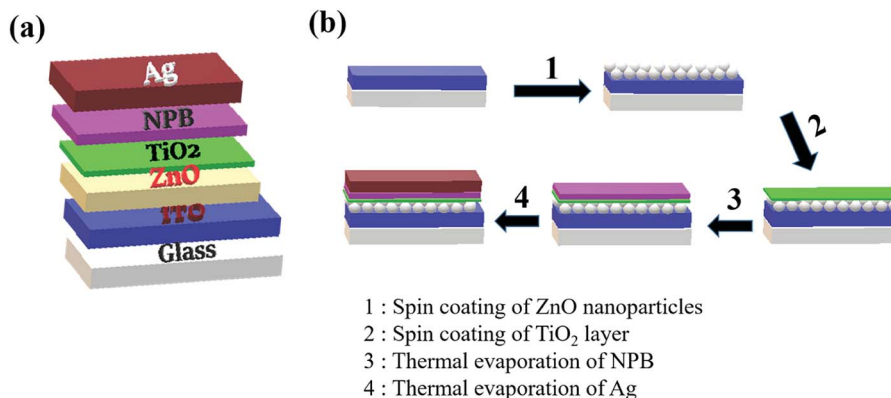 (a)
Ag
NPB
TiO2
ZnO
ITO
Glass
(b)
1
2
3
4
1 : Spin coating of ZnO nanoparticles
2 : Spin coating of TiO₂ layer
3 : Thermal evaporation of NPB
4 : Thermal evaporation of Ag